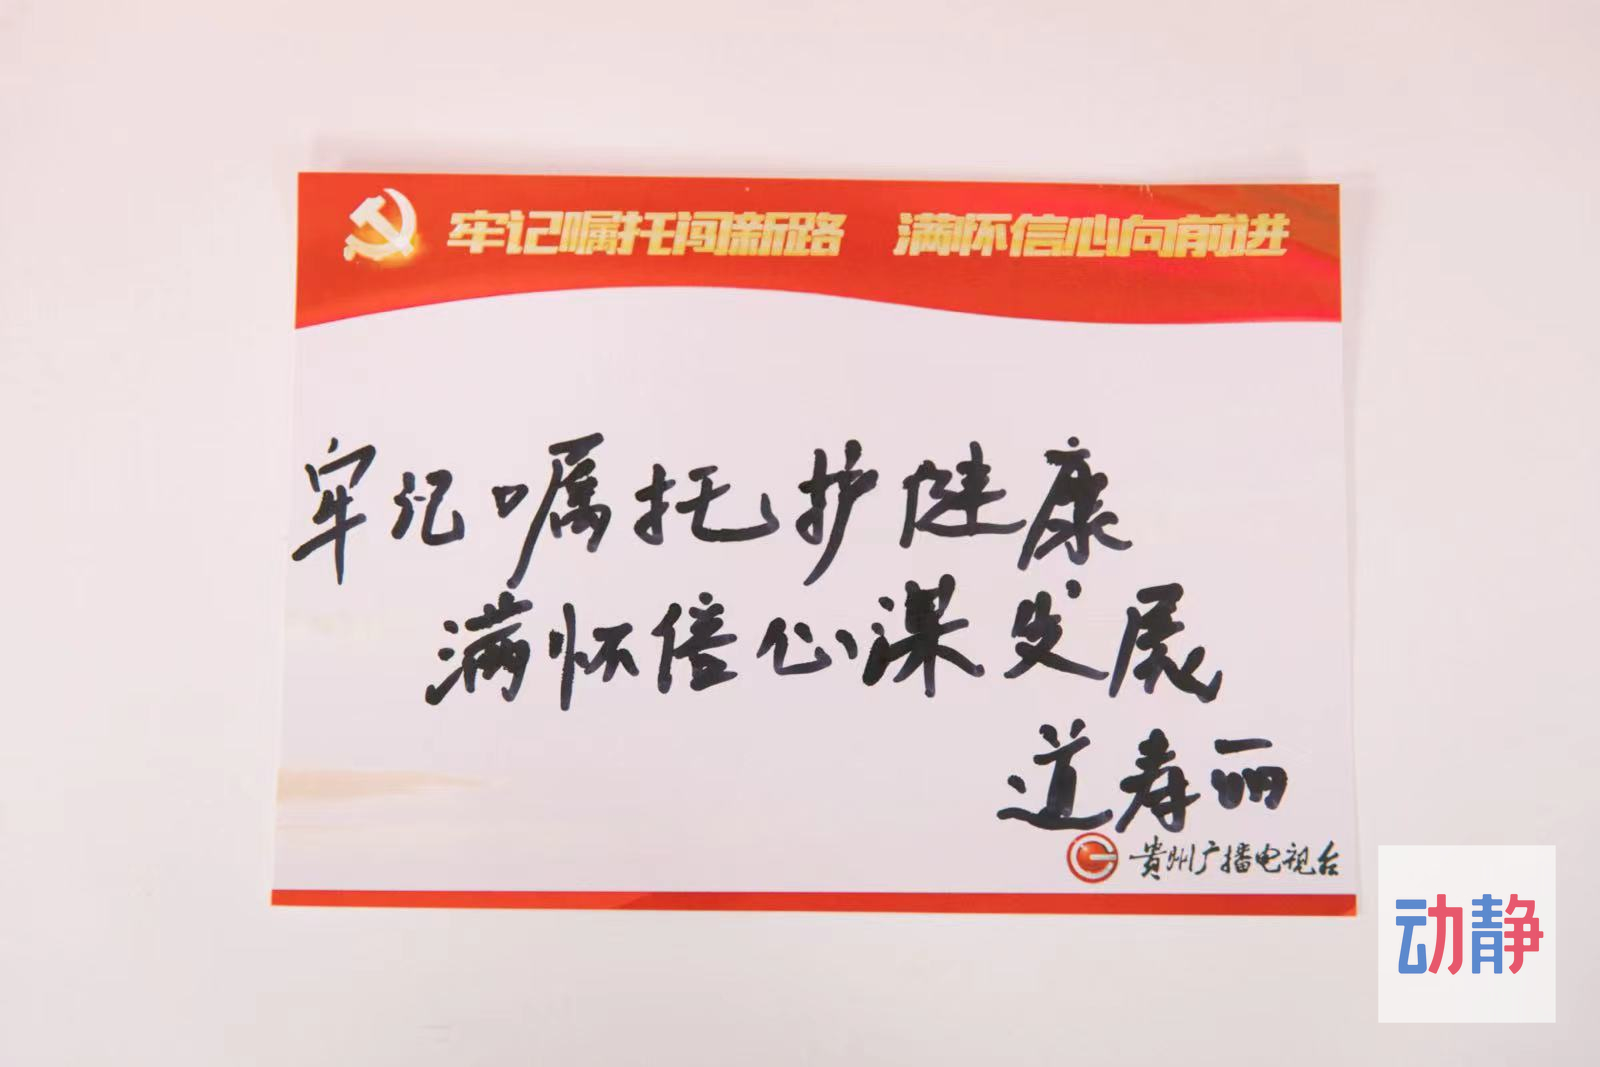 牢记嘱托闯新路 满怀信心向前进
牢记嘱托护健康
满怀信心谋发展
道寿丽
贵州广播电视台
动静